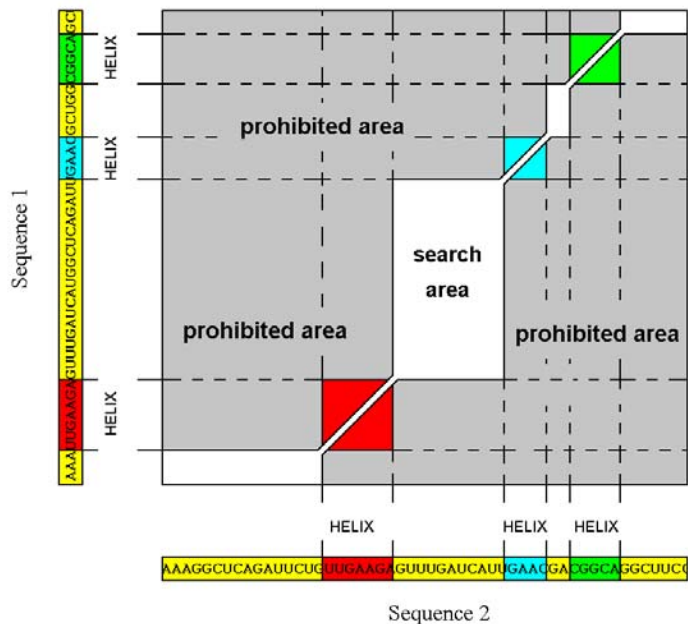 Sequence 1
AAAUUGAAGAGUUUGAUCAUGGCUCAGAUUGAACGCUGGCGGCAGC
HELIX
HELIX
HELIX
prohibited area
search
area
prohibited area
prohibited area
HELIX
HELIX
HELIX
AAAGGCUCAGAUUCUGUUGAAGAGUUUGAUCAUUGAACGACGGCAGGCUUCC
Sequence 2